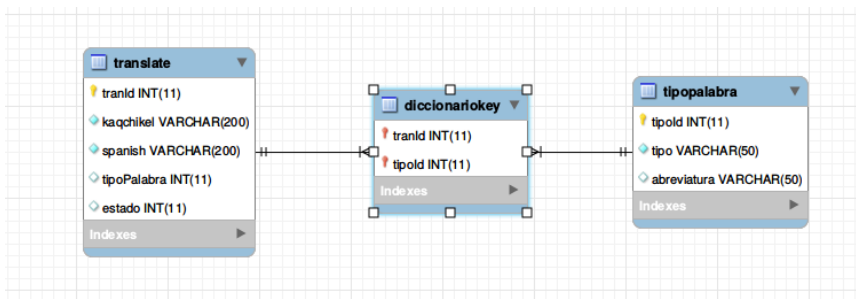 translate
tranId INT(11)
kaqchikel VARCHAR(200)
spanish VARCHAR(200)
tipoPalabra INT(11)
estado INT(11)
Indexes
diccionariokey
tranId INT(11)
tipoId INT(11)
Indexes
tipopalabra
tipoId INT(11)
tipo VARCHAR(50)
abreviatura VARCHAR(50)
Indexes